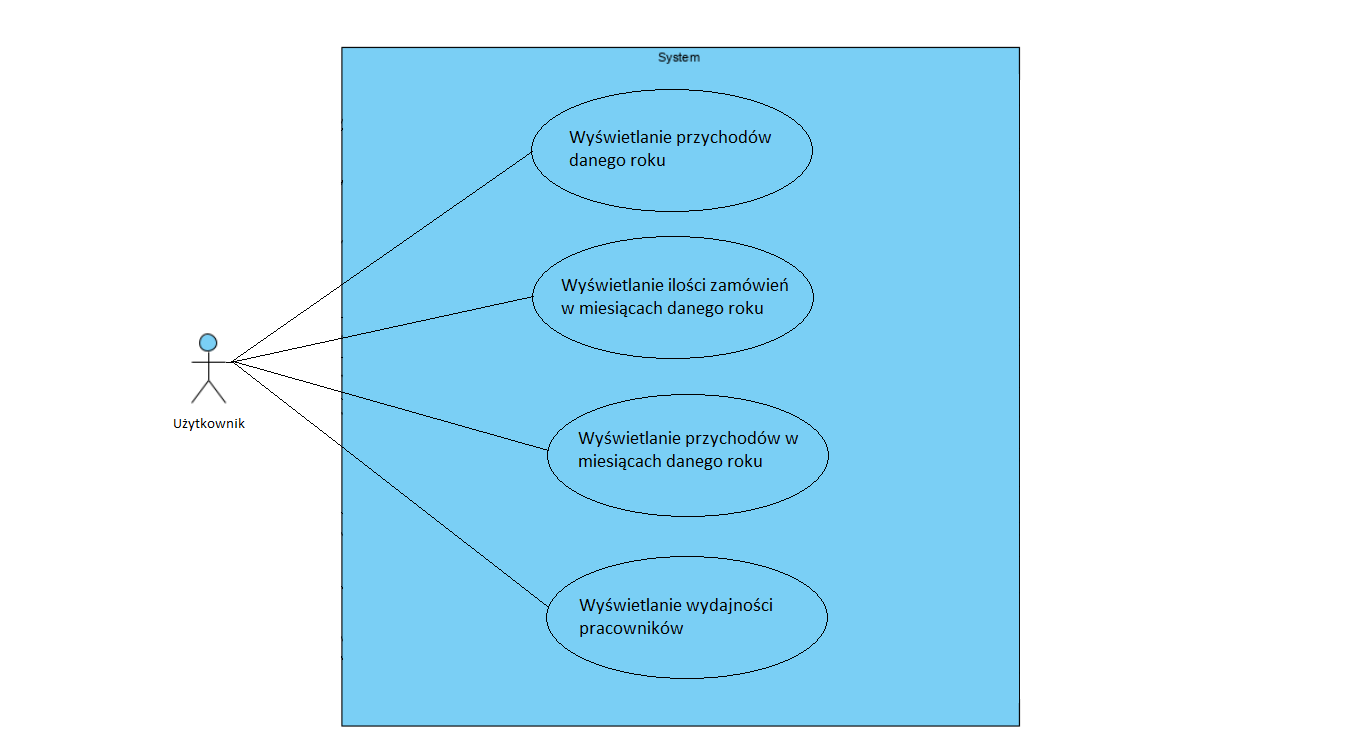 System
Wyświetlanie przychodów
danego roku
Wyświetlanie ilości zamówień
w miesiącach danego roku
Użytkownik
Wyświetlanie przychodów w
miesiącach danego roku
Wyświetlanie wydajności
pracowników